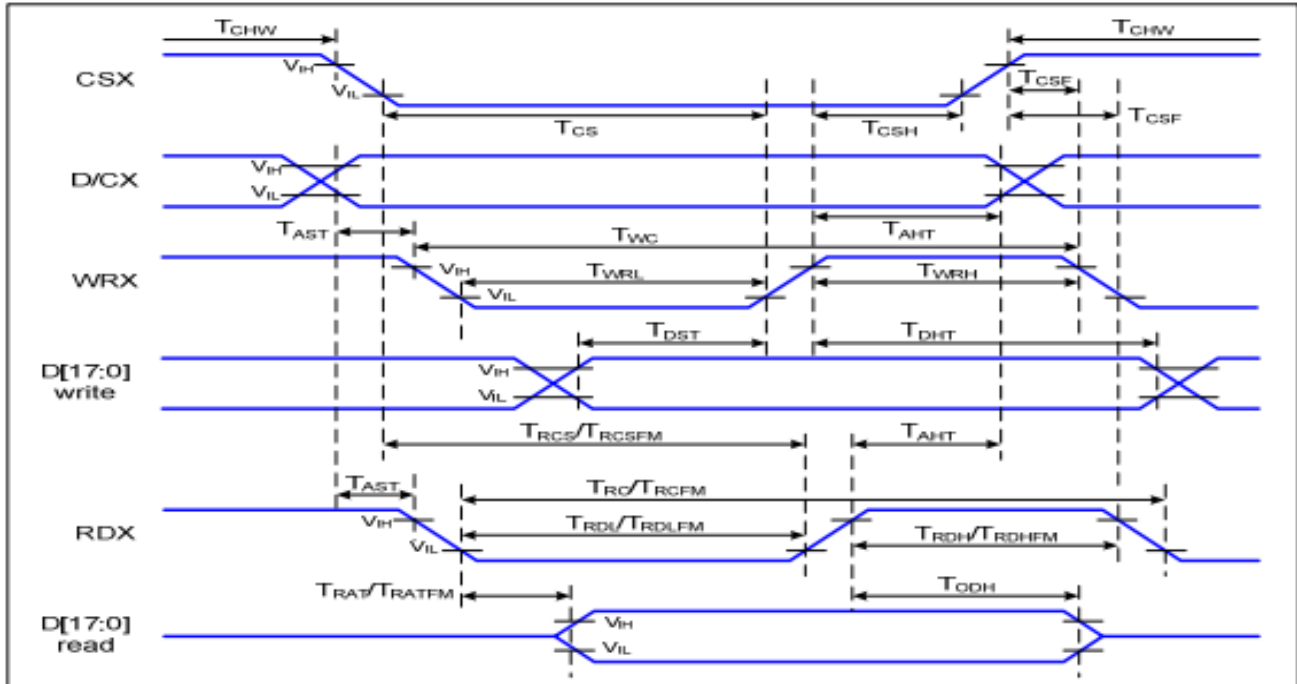 TCHW TCHW
VIH
CSX TCSE
VIL
TCS TCSH TCSF
VIH
D/CX
VIL
TAST TWC TAHT
WRX VIH TWRL TWRH
VIL
TDST TDHT
D[17:0] VIH
write VIL
TRCS/TRCSFM TAHT
TAST TRC/TRCFM
RDX VIH TRDL/TRDLFM TRDH/TRDHFM
VIL
TRAT/TRATFM TODH
D[17:0] VIH
read VIL